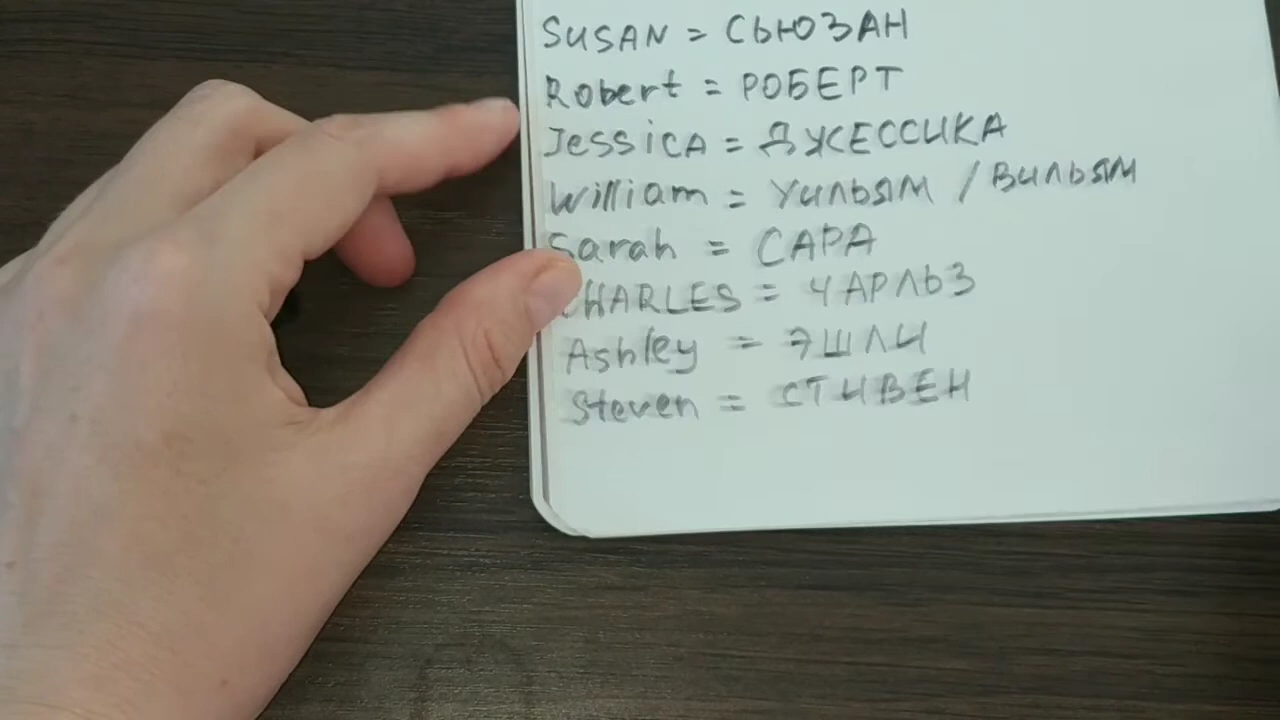 SUSAN = СЬЮЗАН
Robert = РОБЕРТ
JessicA = ДЖЕССИКА
William = Уильям / Вильям
Sarah = САРА
CHARLES = ЧАРЛЬЗ
Ashley = ЭШЛИ
Steven = СТИВЕН